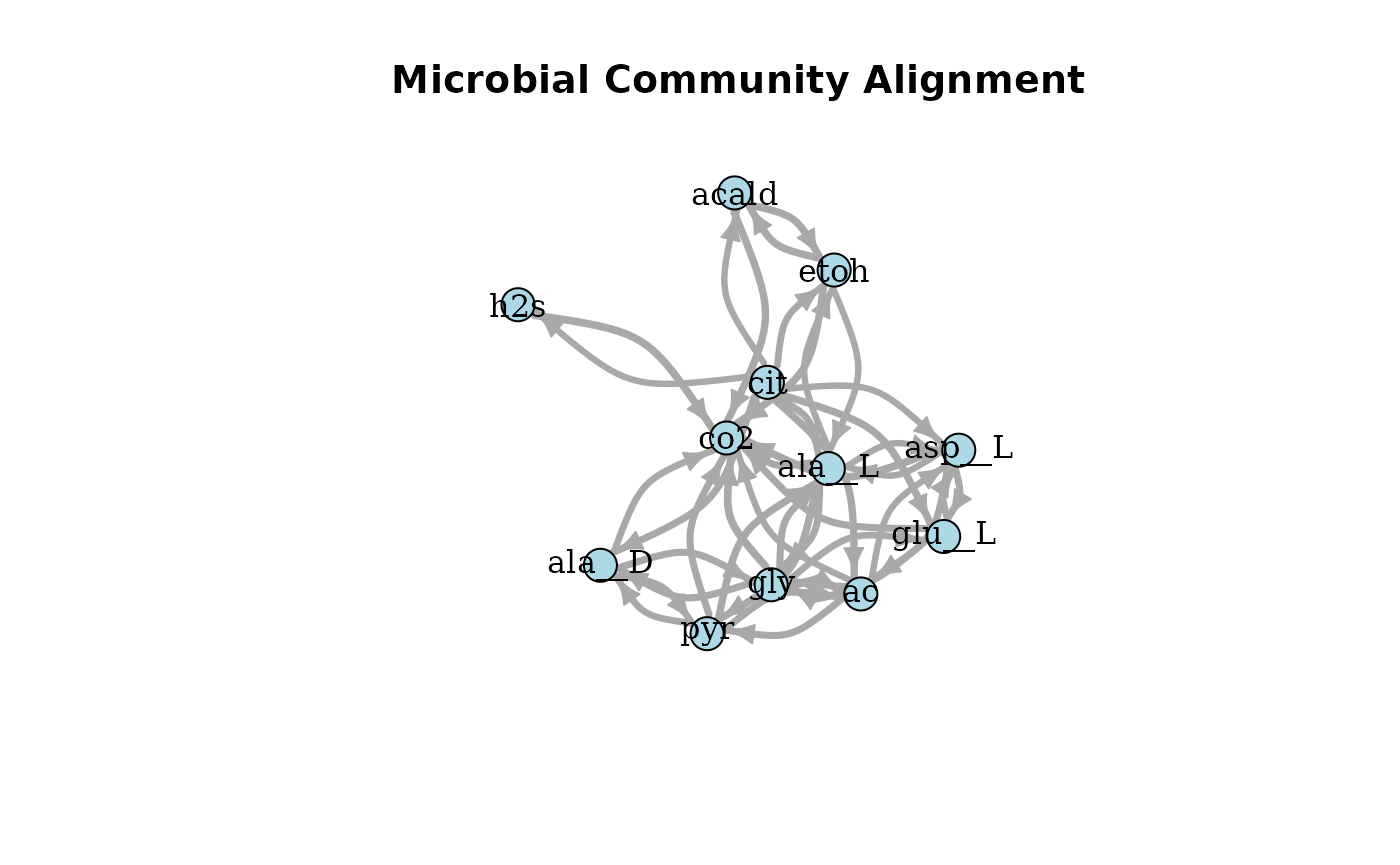 Microbial Community Alignment
acald
etoh
h2s
cit
co2
asp__L
ala__L
glu__L
ala__D
gly
ac
pyr